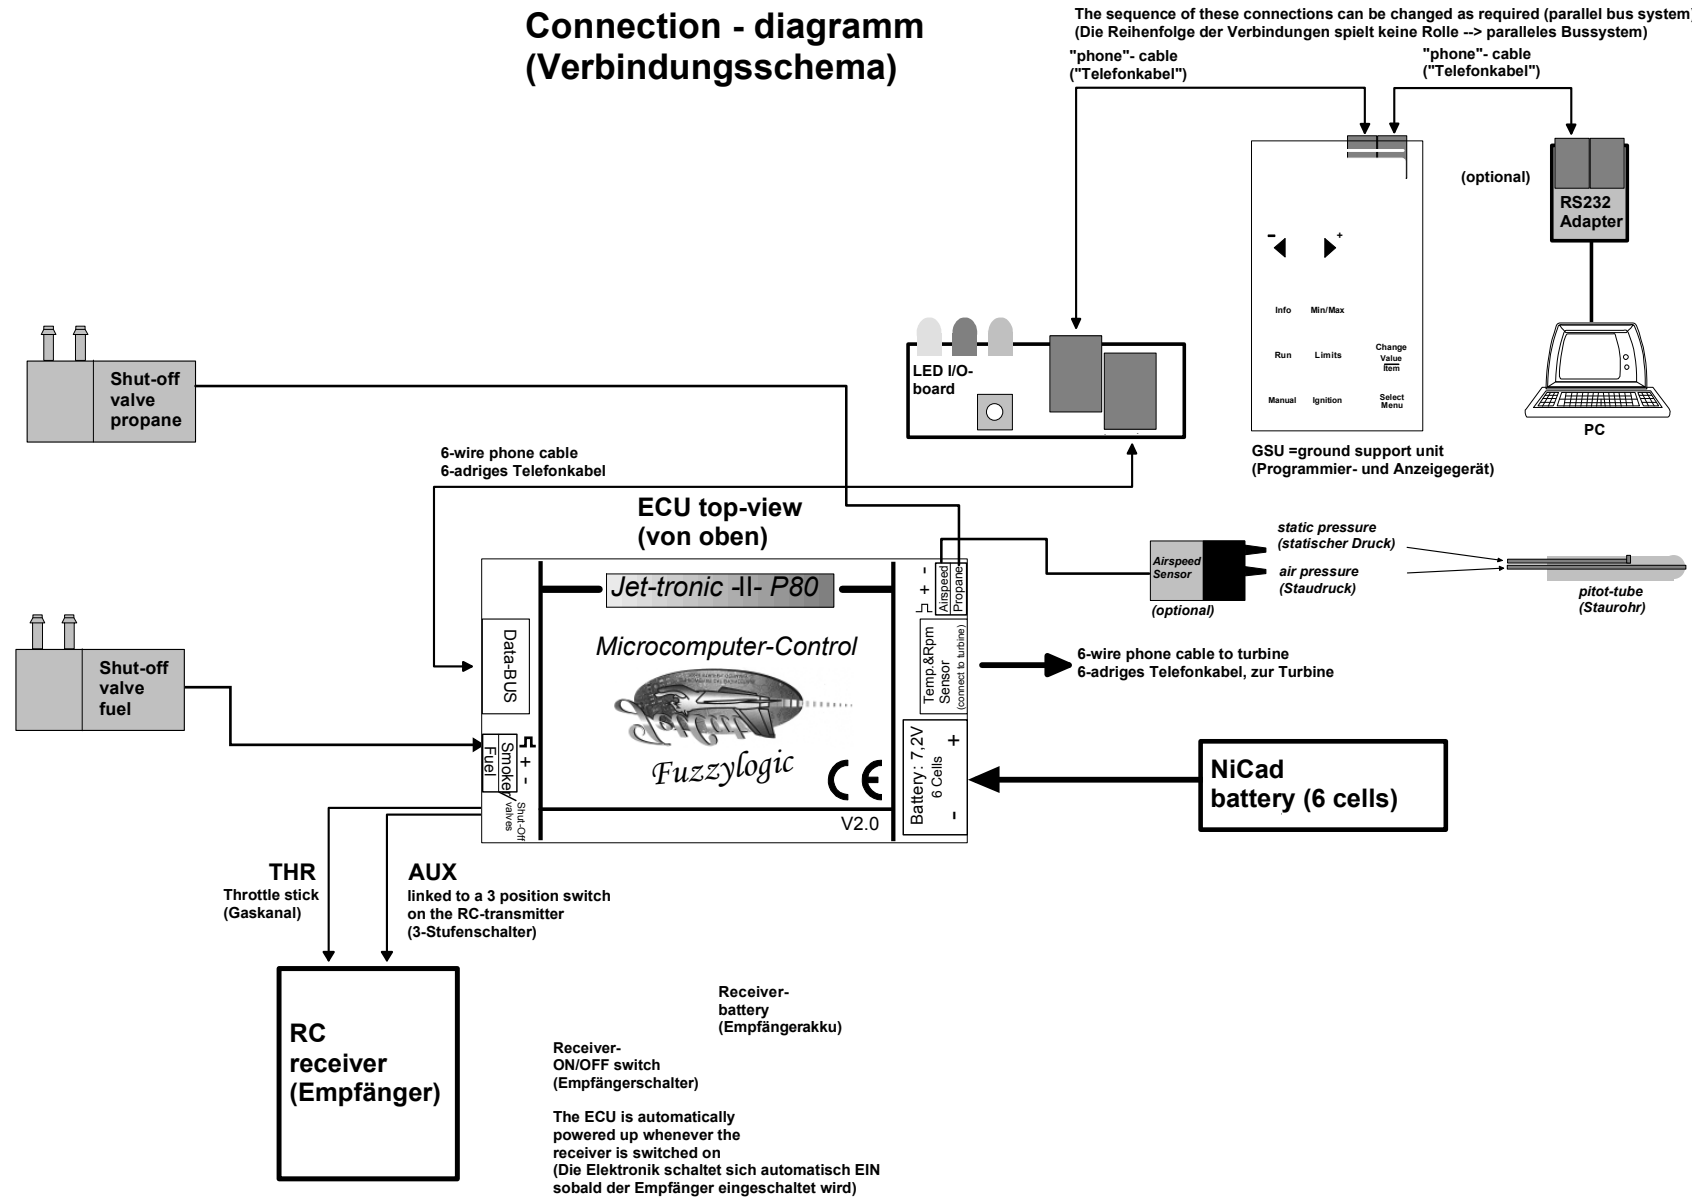 Connection - diagramm
(Verbindungsschema)
The sequence of these connections can be changed as required (parallel bus system)
(Die Reihenfolge der Verbindungen spielt keine Rolle --> paralleles Bussystem)
"phone"- cable
("Telefonkabel")
"phone"- cable
("Telefonkabel")
(optional)
RS232
Adapter
- +
Info Min/Max
Run Limits
Change
Value
Item
Manual Ignition
Select
Menu
PC
GSU =ground support unit
(Programmier- und Anzeigegerät)
LED I/O-
board
Shut-off
valve
propane
6-wire phone cable
6-adriges Telefonkabel
ECU top-view
(von oben)
static pressure
(statischer Druck)
air pressure
(Staudruck)
Airspeed
Sensor
(optional)
pitot-tube
(Staurohr)
Jet-tronic -II- P80
Microcomputer-Control
Fuzzylogic
CE
V2.0
Data-BUS
Smoker/
Fuel
+ -
Shut-Off
valves
+ -
Airspeed
Propane
Temp.&Rpm
Sensor
(connect to turbine)
Battery: 7,2V
6 Cells
+
-
6-wire phone cable to turbine
6-adriges Telefonkabel, zur Turbine
Shut-off
valve
fuel
NiCad
battery (6 cells)
THR
Throttle stick
(Gaskanal)
AUX
linked to a 3 position switch
on the RC-transmitter
(3-Stufenschalter)
RC
receiver
(Empfänger)
Receiver-
battery
(Empfängerakku)
Receiver-
ON/OFF switch
(Empfängerschalter)
The ECU is automatically
powered up whenever the
receiver is switched on
(Die Elektronik schaltet sich automatisch EIN
sobald der Empfänger eingeschaltet wird)